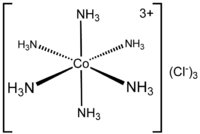 NH₃ 3+
H₃N NH₃
Co (Cl⁻)₃
H₃N NH₃
NH₃